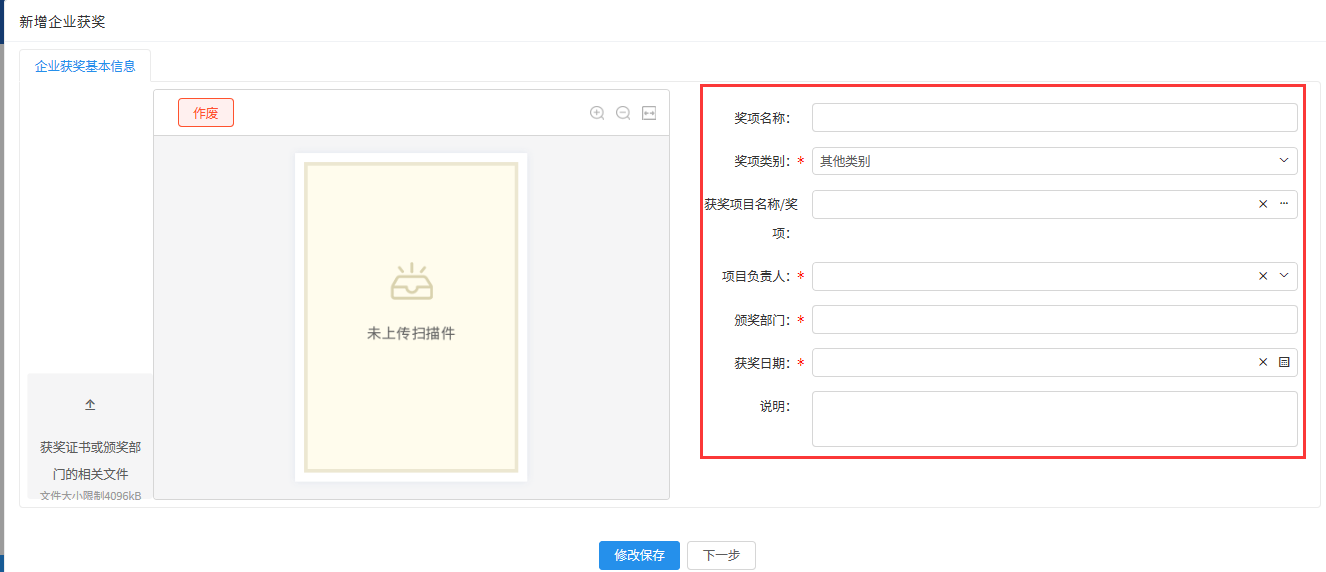 新增企业获奖
企业获奖基本信息
作废
未上传扫描件
获奖证书或颁奖部
门的相关文件
文件大小限制4096kB
奖项名称：
奖项类别：*
其他类别
获奖项目名称/奖
项：
项目负责人：*
颁奖部门：*
获奖日期：*
说明：
修改保存
下一步